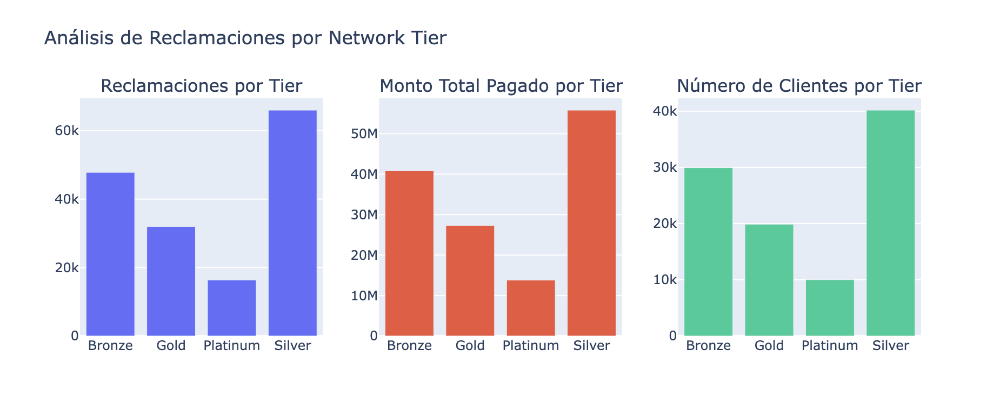 Análisis de Reclamaciones por Network Tier
Reclamaciones por Tier
60k
40k
20k
0
Bronze Gold Platinum Silver
Monto Total Pagado por Tier
50M
40M
30M
20M
10M
0
Bronze Gold Platinum Silver
Número de Clientes por Tier
40k
30k
20k
10k
0
Bronze Gold Platinum Silver